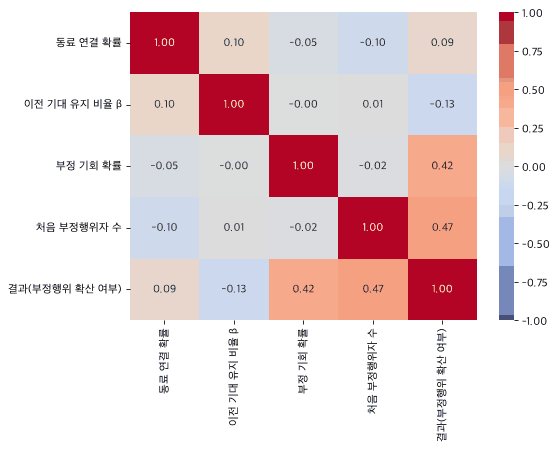 동료 연결 확률 1.00 0.10 -0.05 -0.10 0.09
이전 기대 유지 비율 β 0.10 1.00 -0.00 0.01 -0.13
부정 기회 확률 -0.05 -0.00 1.00 -0.02 0.42
처음 부정행위자 수 -0.10 0.01 -0.02 1.00 0.47
결과(부정행위 확산 여부) 0.09 -0.13 0.42 0.47 1.00
동료 연결 확률
이전 기대 유지 비율 β
부정 기회 확률
처음 부정행위자 수
결과(부정행위 확산 여부)
1.00
0.75
0.50
0.25
0.00
-0.25
-0.50
-0.75
-1.00